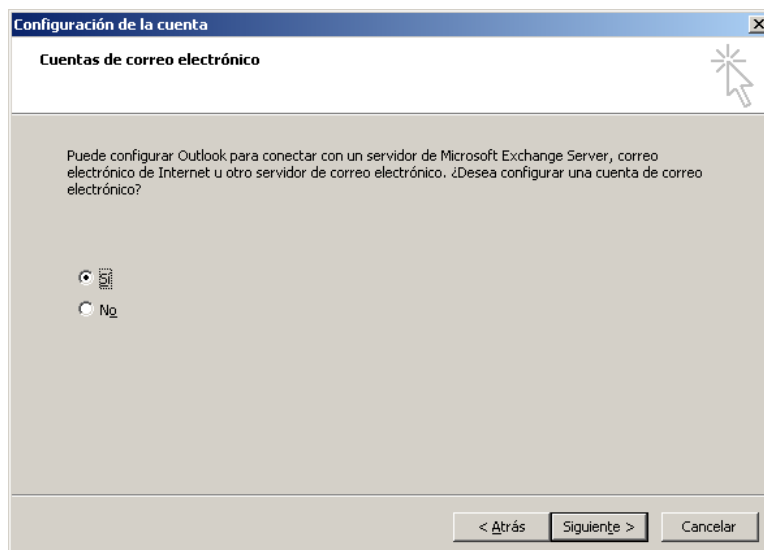 Configuración de la cuenta
Cuentas de correo electrónico
Puede configurar Outlook para conectar con un servidor de Microsoft Exchange Server, correo
electrónico de Internet u otro servidor de correo electrónico. ¿Desea configurar una cuenta de correo
electrónico?
Sí
No
< Atrás
Siguiente >
Cancelar